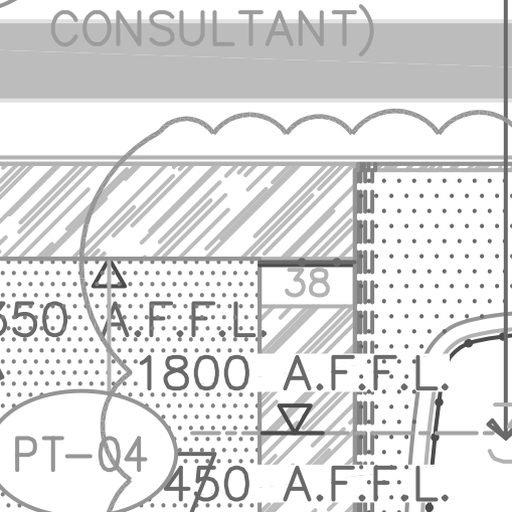 CONSULTANT)
38
A.F.F.L.
1800 A.F.F.L.
PT-04
450 A.F.F.L.